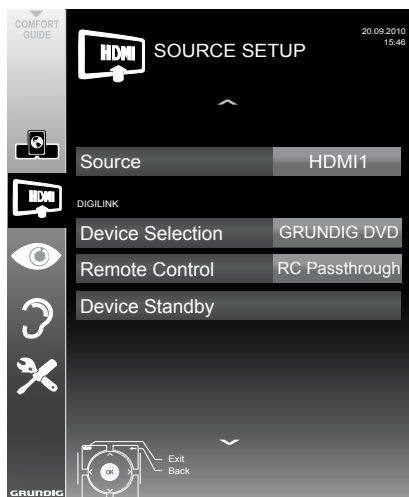 COMFORT
GUIDE
HDMI
SOURCE SETUP
20.09.2010
15:46
HDMI
Source
HDMI1
DIGILINK
Device Selection
GRUNDIG DVD
Remote Control
RC Passthrough
Device Standby
Exit
Back
OK
GRUNDIG